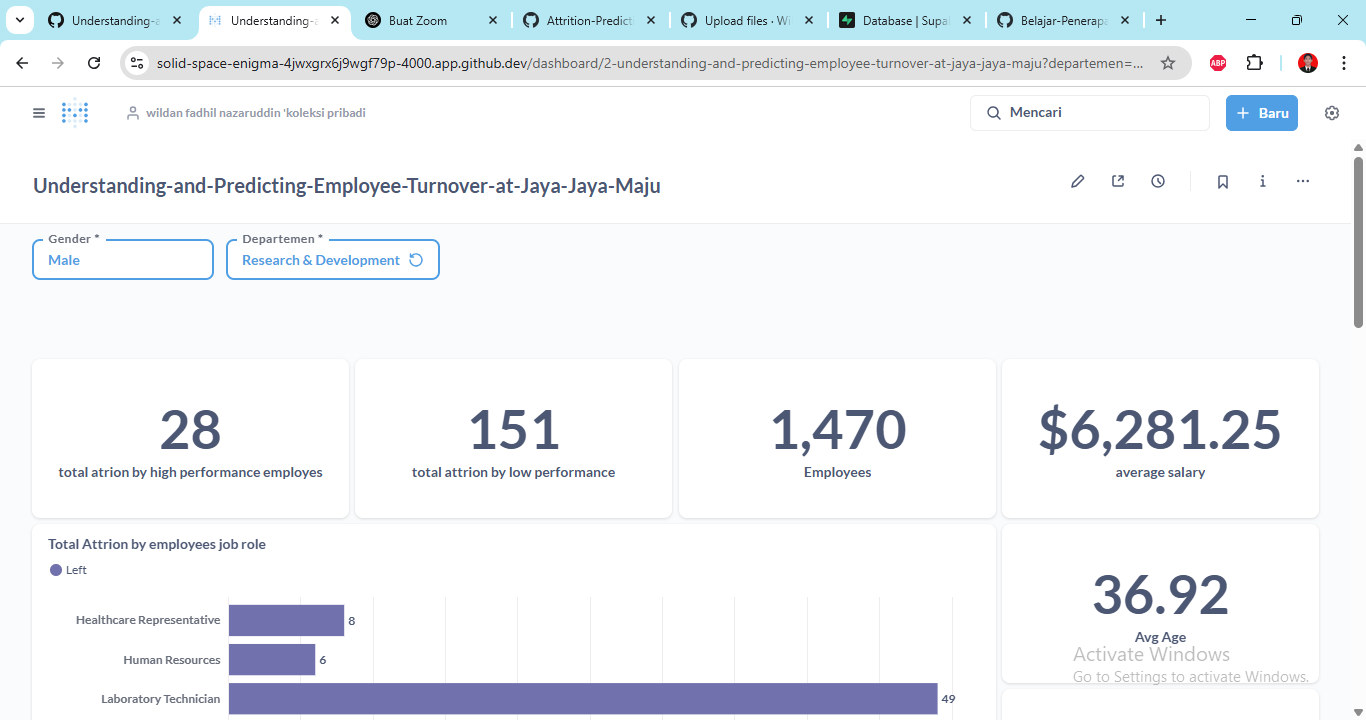 Understanding-a
Understanding-a
Buat Zoom
Attrition-Predicti
Upload files · Wi
Database | Supa
Belajar-Penerapa
solid-space-enigma-4jwxgrx6j9wgf79p-4000.app.github.dev/dashboard/2-understanding-and-predicting-employee-turnover-at-jaya-jaya-maju?departemen=...
ABP
wildan fadhil nazaruddin 'koleksi pribadi
Mencari
+ Baru
Understanding-and-Predicting-Employee-Turnover-at-Jaya-Jaya-Maju
Gender *
Male
Departemen *
Research & Development
28
total atrion by high performance employes
151
total attrion by low performance
1,470
Employees
$6,281.25
average salary
Total Attrion by employees job role
Left
Healthcare Representative
8
Human Resources
6
Laboratory Technician
49
36.92
Avg Age
Activate Windows
Go to Settings to activate Windows.